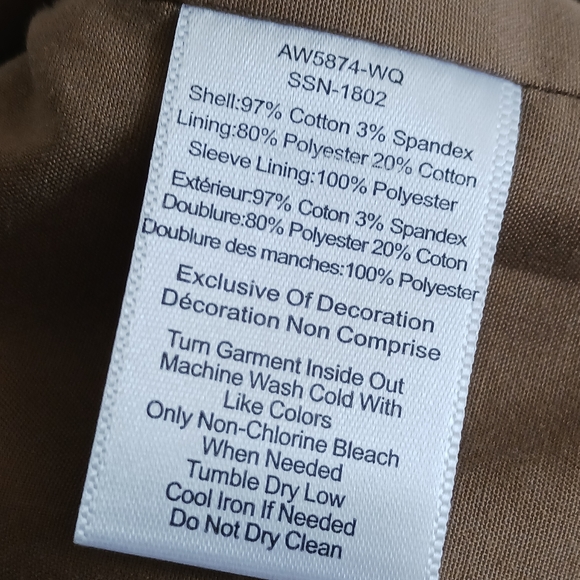 AW5874-WQ
SSN-1802
Shell:97% Cotton 3% Spandex
Lining:80% Polyester 20% Cotton
Sleeve Lining:100% Polyester
Extérieur:97% Coton 3% Spandex
Doublure:80% Polyester 20% Coton
Doublure des manches:100% Polyester
Exclusive Of Decoration
Décoration Non Comprise
Turn Garment Inside Out
Machine Wash Cold With
Like Colors
Only Non-Chlorine Bleach
When Needed
Tumble Dry Low
Cool Iron If Needed
Do Not Dry Clean